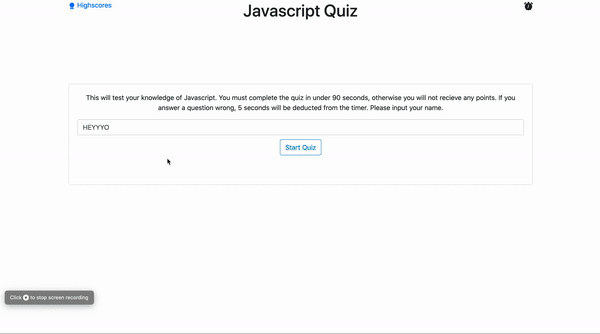 Highscores
Javascript Quiz
This will test your knowledge of Javascript. You must complete the quiz in under 90 seconds, otherwise you will not recieve any points. If you
answer a question wrong, 5 seconds will be deducted from the timer. Please input your name.
HEYYYO
Start Quiz
Click to stop screen recording